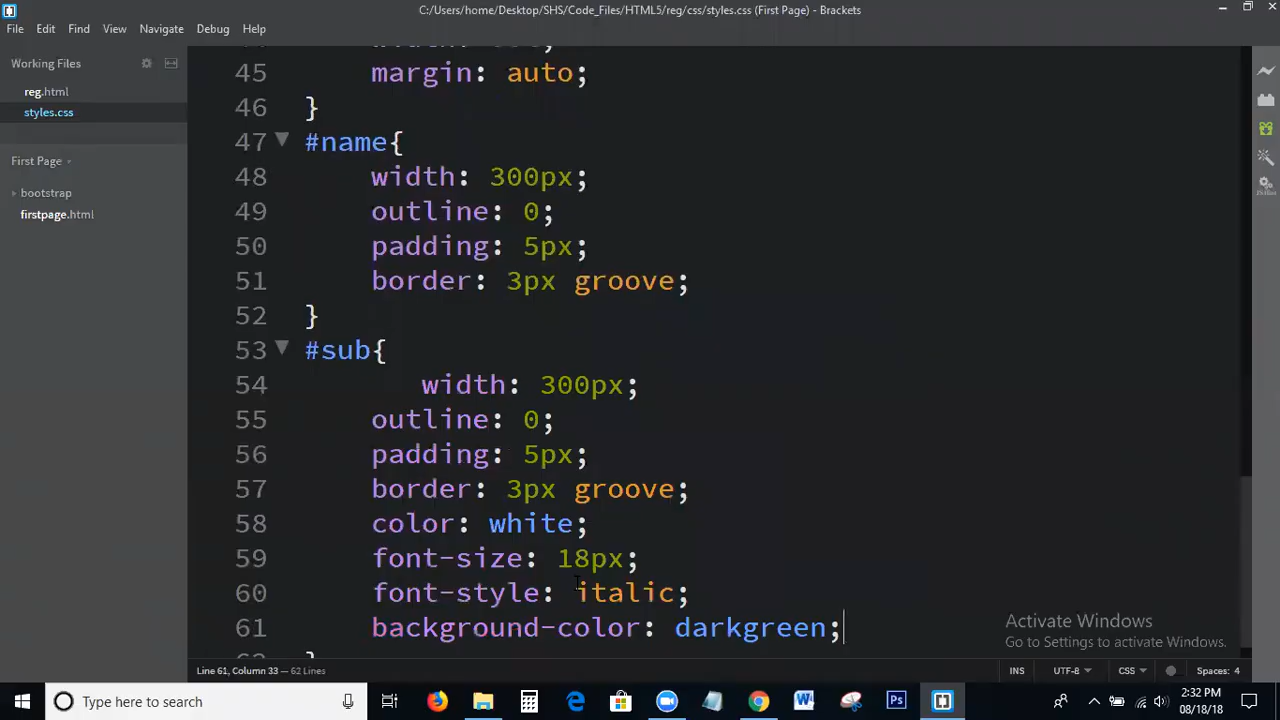 C:/Users/home/Desktop/SHS/Code_Files/HTML5/reg/css/styles.css (First Page) - Brackets
File Edit Find View Navigate Debug Help
Working Files
reg.html
styles.css
First Page
bootstrap
firstpage.html
45 margin: auto;
46 }
47 #name{
48 width: 300px;
49 outline: 0;
50 padding: 5px;
51 border: 3px groove;
52 }
53 #sub{
54 width: 300px;
55 outline: 0;
56 padding: 5px;
57 border: 3px groove;
58 color: white;
59 font-size: 18px;
60 font-style: italic;
61 background-color: darkgreen;
Activate Windows
Go to Settings to activate Windows.
Line 61, Column 33 — 62 Lines
INS UTF-8 CSS Spaces: 4
Type here to search
2:32 PM
08/18/18